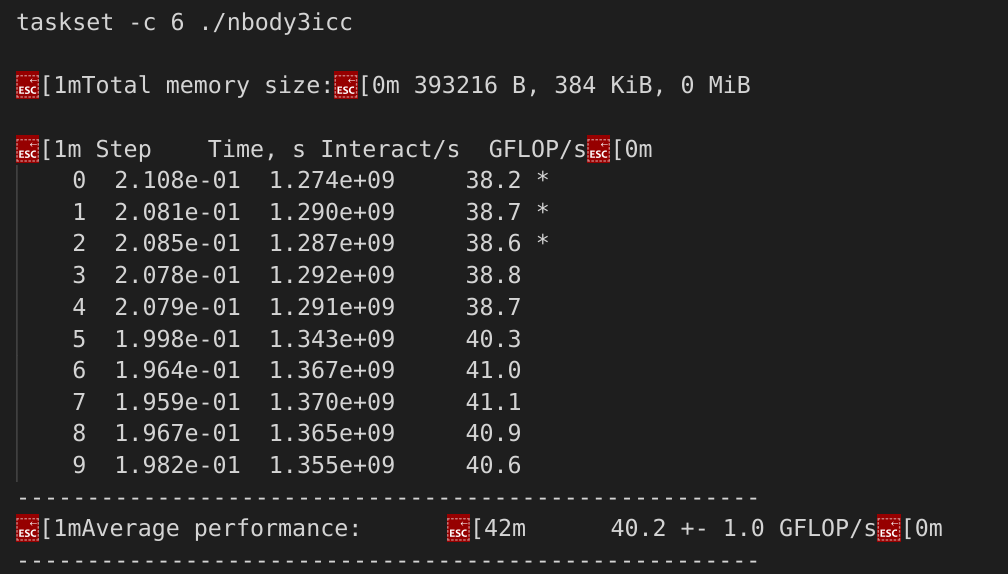 taskset -c 6 ./nbody3icc
ESC[1mTotal memory size:ESC[0m 393216 B, 384 KiB, 0 MiB
ESC[1m Step    Time, s Interact/s  GFLOP/sESC[0m
0  2.108e-01  1.274e+09     38.2 *
1  2.081e-01  1.290e+09     38.7 *
2  2.085e-01  1.287e+09     38.6 *
3  2.078e-01  1.292e+09     38.8
4  2.079e-01  1.291e+09     38.7
5  1.998e-01  1.343e+09     40.3
6  1.964e-01  1.367e+09     41.0
7  1.959e-01  1.370e+09     41.1
8  1.967e-01  1.365e+09     40.9
9  1.982e-01  1.355e+09     40.6
-----------------------------------------------------
ESC[1mAverage performance:      ESC[42m      40.2 +- 1.0 GFLOP/sESC[0m
-----------------------------------------------------